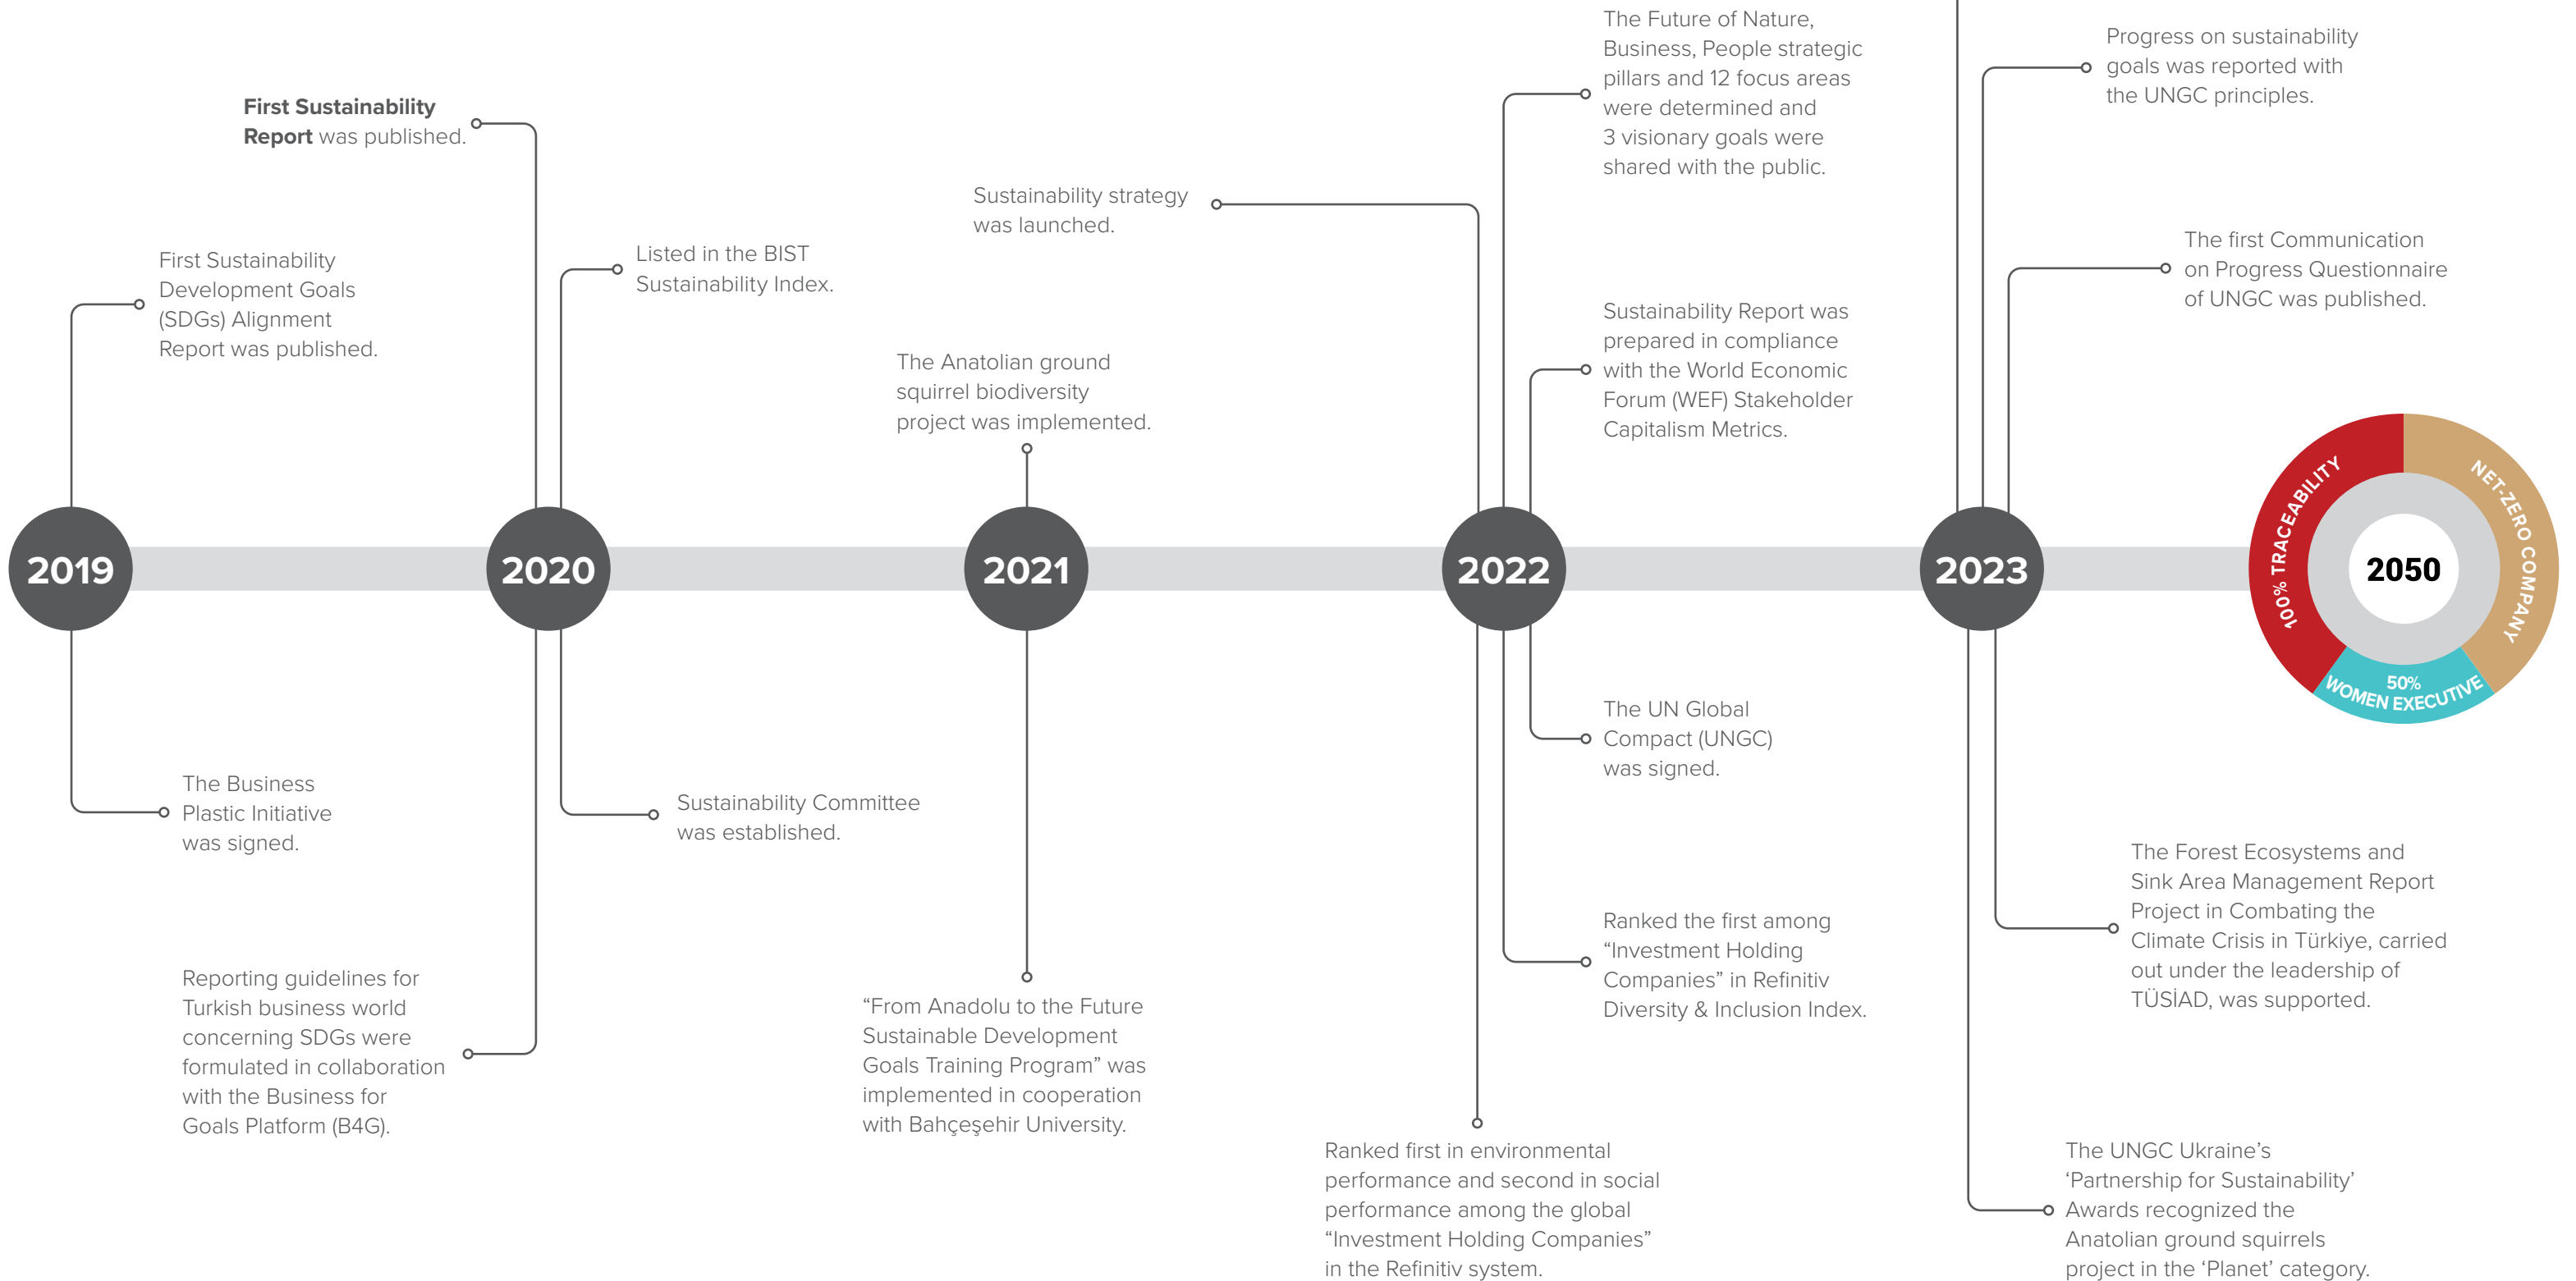 First Sustainability
Report was published.
First Sustainability
Development Goals
(SDGs) Alignment
Report was published.
Listed in the BIST
Sustainability Index.
The Anatolian ground
squirrel biodiversity
project was implemented.
Sustainability strategy
was launched.
The Future of Nature,
Business, People strategic
pillars and 12 focus areas
were determined and
3 visionary goals were
shared with the public.
Sustainability Report was
prepared in compliance
with the World Economic
Forum (WEF) Stakeholder
Capitalism Metrics.
Progress on sustainability
goals was reported with
the UNGC principles.
The first Communication
on Progress Questionnaire
of UNGC was published.
2019
2020
2021
2022
2023
2050
100% TRACEABILITY
NET-ZERO COMPANY
50%
WOMEN EXECUTIVE
The Business
Plastic Initiative
was signed.
Reporting guidelines for
Turkish business world
concerning SDGs were
formulated in collaboration
with the Business for
Goals Platform (B4G).
Sustainability Committee
was established.
“From Anadolu to the Future
Sustainable Development
Goals Training Program” was
implemented in cooperation
with Bahçeşehir University.
The UN Global
Compact (UNGC)
was signed.
Ranked the first among
“Investment Holding
Companies” in Refinitiv
Diversity & Inclusion Index.
Ranked first in environmental
performance and second in social
performance among the global
“Investment Holding Companies”
in the Refinitiv system.
The Forest Ecosystems and
Sink Area Management Report
Project in Combating the
Climate Crisis in Türkiye, carried
out under the leadership of
TÜSİAD, was supported.
The UNGC Ukraine’s
‘Partnership for Sustainability’
Awards recognized the
Anatolian ground squirrels
project in the ‘Planet’ category.